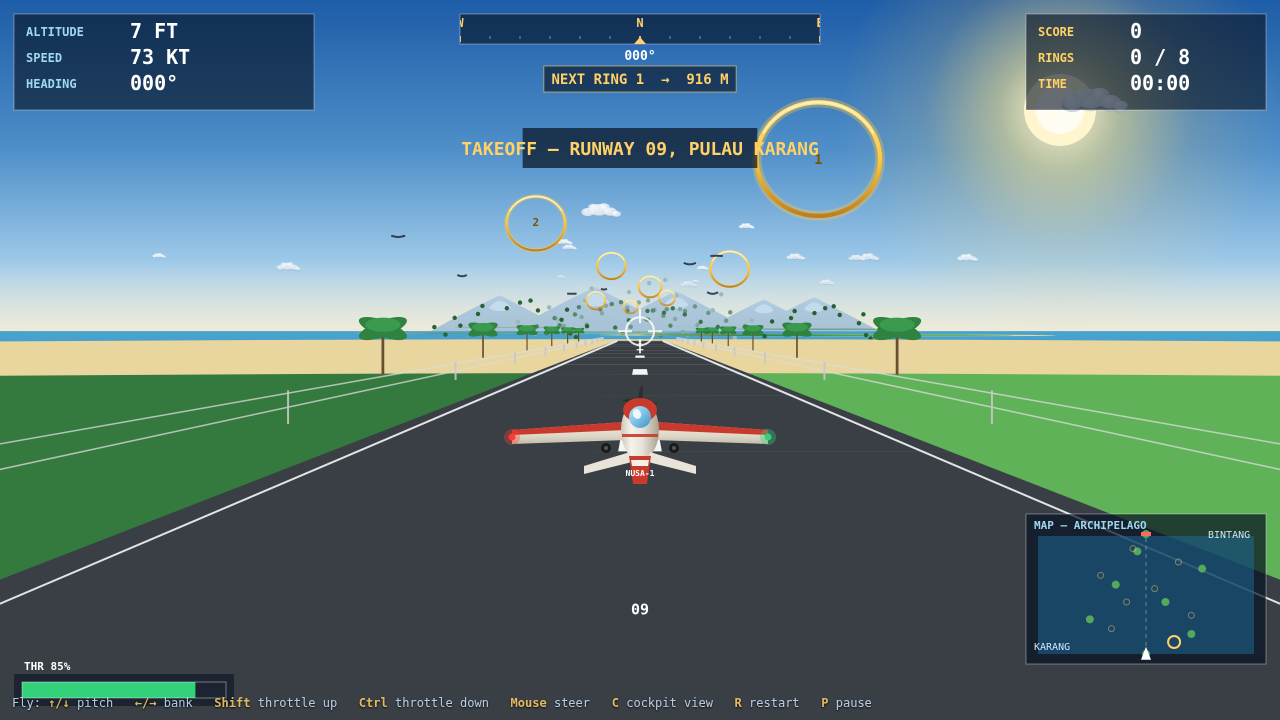 ALTITUDE 7 FT
SPEED 73 KT
HEADING 000°
W N E
000°
NEXT RING 1 → 916 M
SCORE 0
RINGS 0 / 8
TIME 00:00
TAKEOFF — RUNWAY 09, PULAU KARANG
1
2
NUSA-1
09
MAP — ARCHIPELAGO
BINTANG
KARANG
THR 85%
Fly: ↑/↓ pitch ←/→ bank Shift throttle up Ctrl throttle down Mouse steer C cockpit view R restart P pause